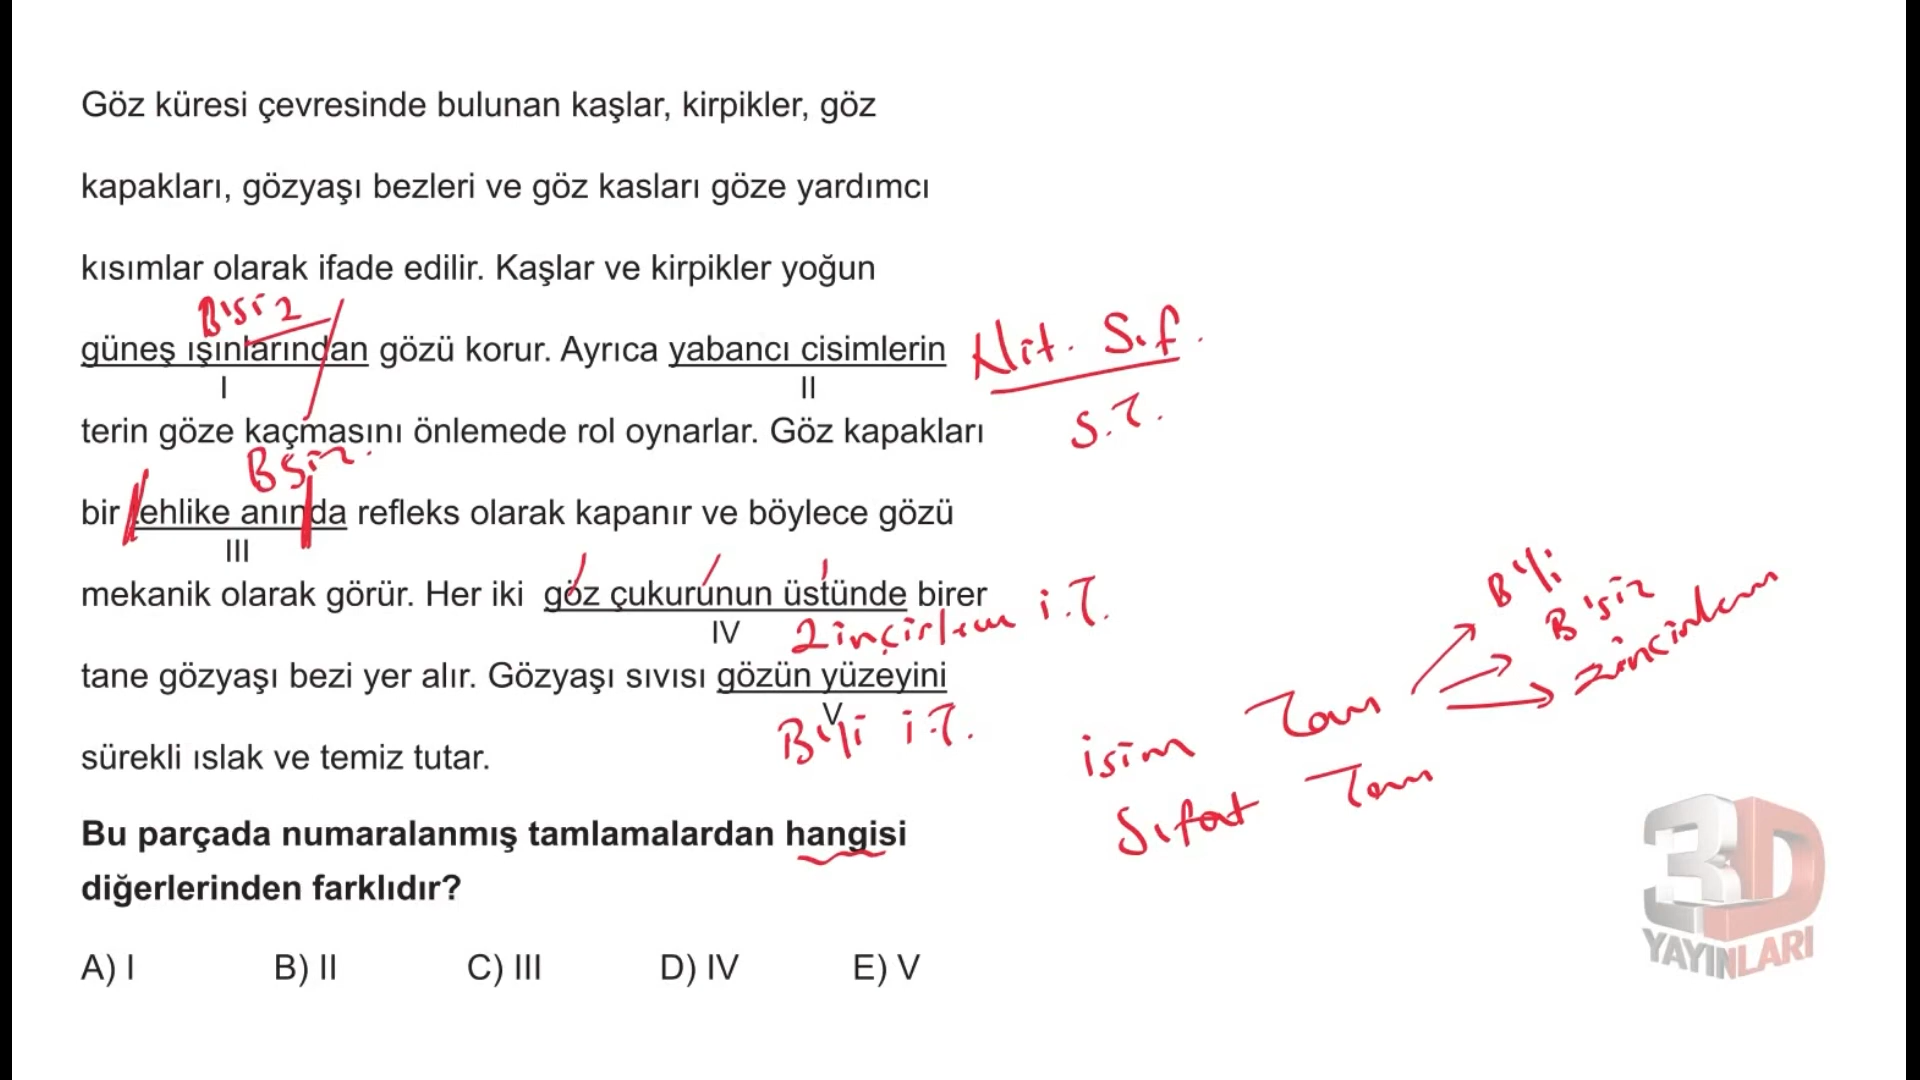 Göz küresi çevresinde bulunan kaşlar, kirpikler, göz
kapakları, gözyaşı bezleri ve göz kasları göze yardımcı
kısımlar olarak ifade edilir. Kaşlar ve kirpikler yoğun
B'siz
güneş ışınlarından gözü korur. Ayrıca yabancı cisimlerin Nit. Sıf.
I II
S.T.
terin göze kaçmasını önlemede rol oynarlar. Göz kapakları
Bsiz.
bir tehlike anında refleks olarak kapanır ve böylece gözü
III
mekanik olarak görür. Her iki göz çukurunun üstünde birer
IV Zincirleme i.T.
tane gözyaşı bezi yer alır. Gözyaşı sıvısı gözün yüzeyini
V
B'li i.T.
sürekli ıslak ve temiz tutar.
B'li
B'siz
zincirleme
isim Tam
Sıfat Tam
Bu parçada numaralanmış tamlamalardan hangisi
diğerlerinden farklıdır?
A) I B) II C) III D) IV E) V
3D
YAYINLARI